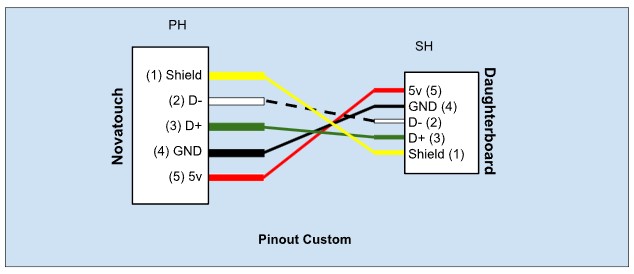 PH
SH
Novatouch
(1) Shield
(2) D-
(3) D+
(4) GND
(5) 5v
5v (5)
GND (4)
D- (2)
D+ (3)
Shield (1)
Daughterboard
Pinout Custom